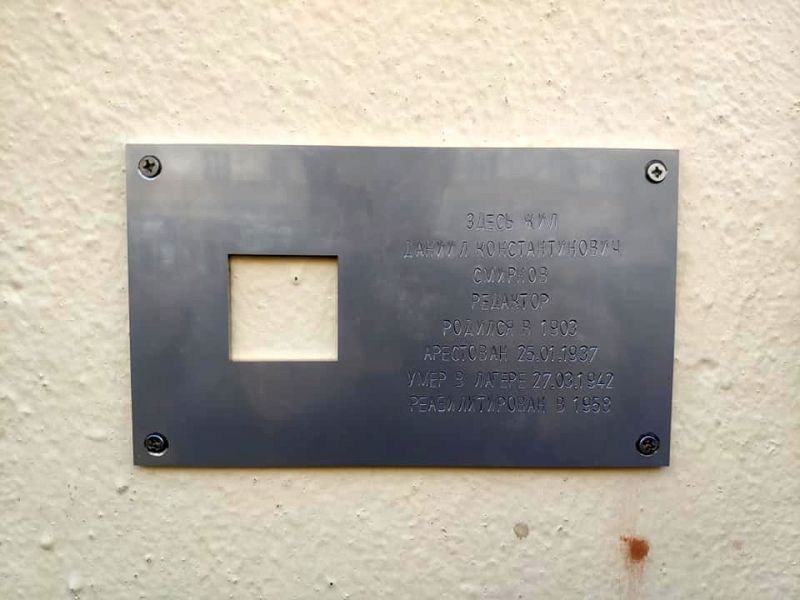 ЗДЕСЬ ЖИЛ
ДАНИИЛ КОНСТАНТИНОВИЧ
СМИРНОВ
РЕДАКТОР
РОДИЛСЯ В 1903
АРЕСТОВАН 25.01.1937
УМЕР В ЛАГЕРЕ 27.03.1942
РЕАБИЛИТИРОВАН В 1958